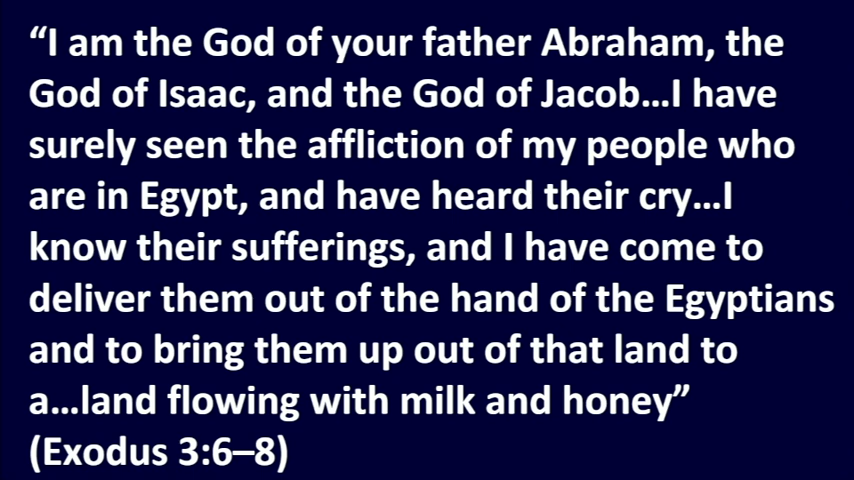 “I am the God of your father Abraham, the
God of Isaac, and the God of Jacob...I have
surely seen the affliction of my people who
are in Egypt, and have heard their cry...I
know their sufferings, and I have come to
deliver them out of the hand of the Egyptians
and to bring them up out of that land to
a...land flowing with milk and honey”
(Exodus 3:6–8)